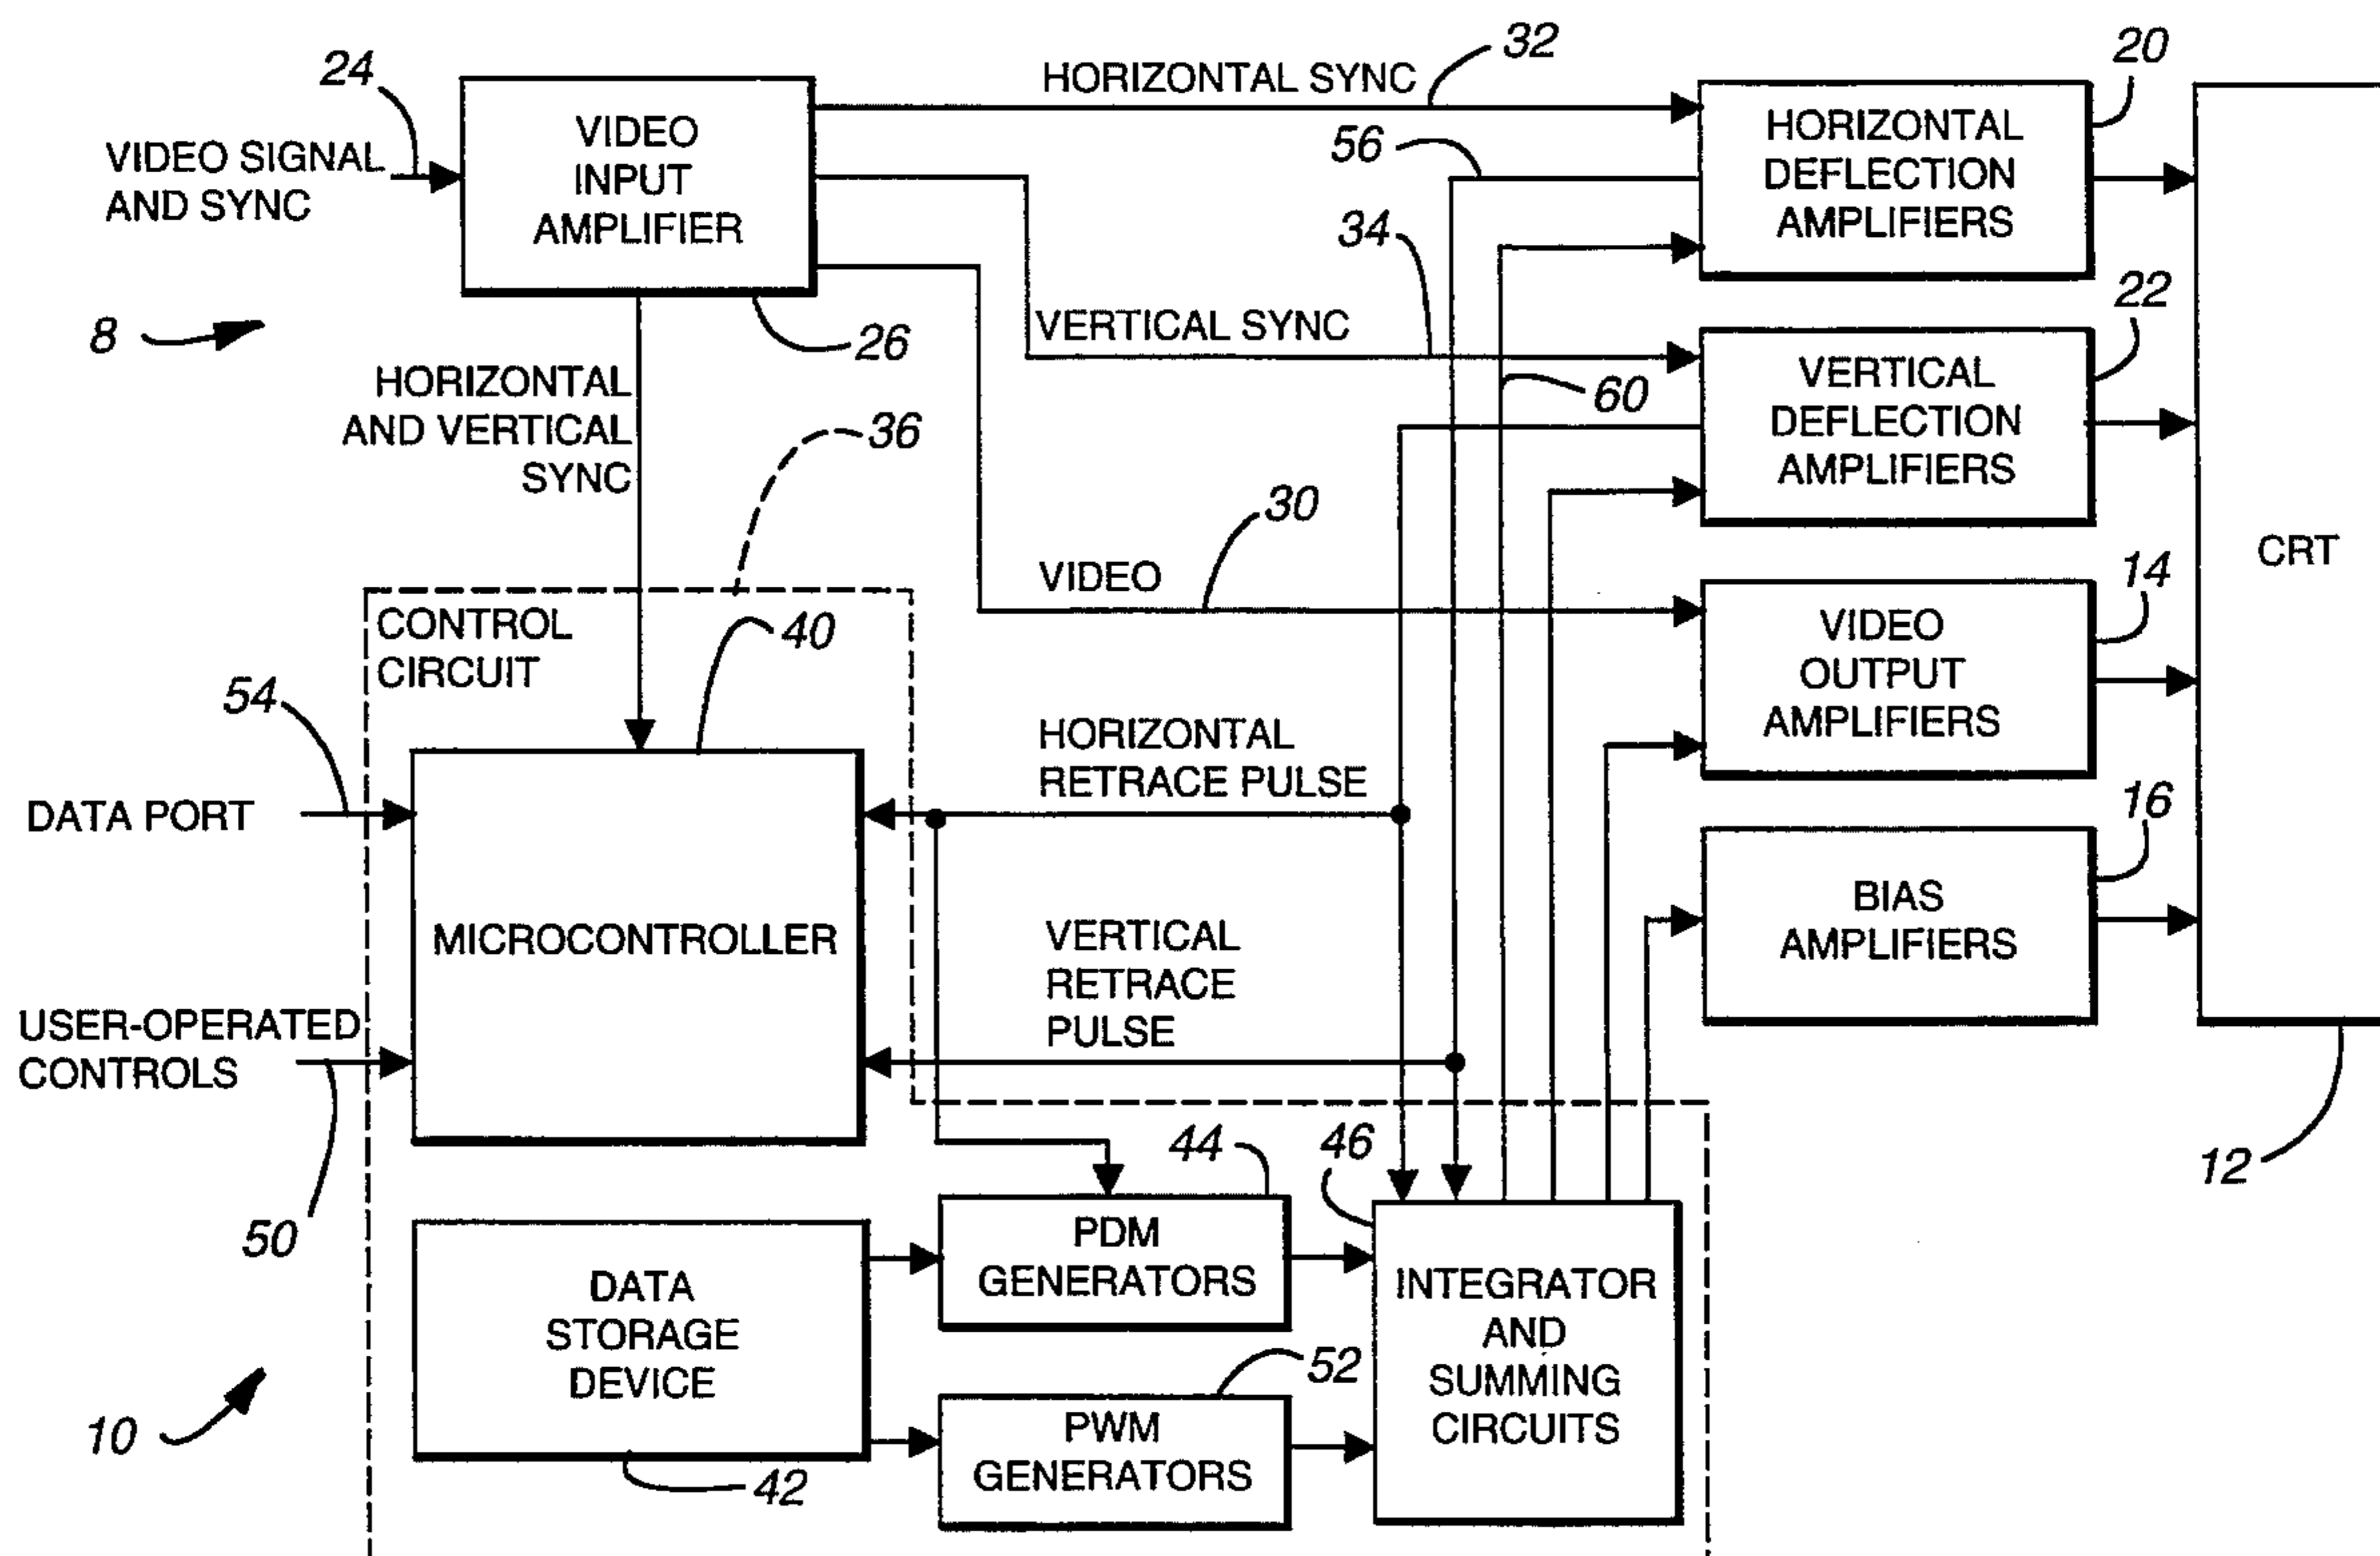 24
VIDEO SIGNAL
AND SYNC
VIDEO
INPUT
AMPLIFIER
26
8
HORIZONTAL SYNC
32
56
34
HORIZONTAL
DEFLECTION
AMPLIFIERS
20
VERTICAL SYNC
60
VERTICAL
DEFLECTION
AMPLIFIERS
22
HORIZONTAL
AND VERTICAL
SYNC
36
30
VIDEO
VIDEO
OUTPUT
AMPLIFIERS
14
CRT
12
CONTROL
CIRCUIT
40
54
DATA PORT
MICROCONTROLLER
HORIZONTAL
RETRACE PULSE
BIAS
AMPLIFIERS
16
VERTICAL
RETRACE
PULSE
USER-OPERATED
CONTROLS
50
44
46
PDM
GENERATORS
DATA
STORAGE
DEVICE
42
52
PWM
GENERATORS
INTEGRATOR
AND
SUMMING
CIRCUITS
10